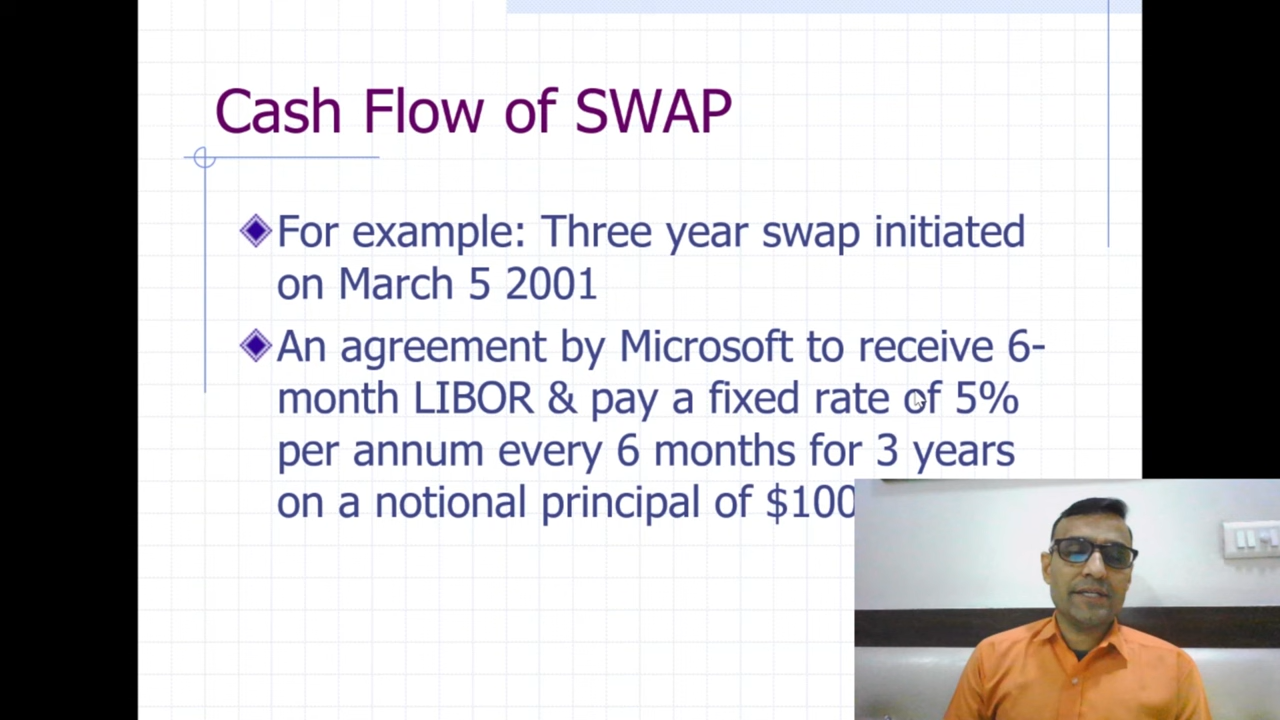 Cash Flow of SWAP
For example: Three year swap initiated
on March 5 2001
An agreement by Microsoft to receive 6-
month LIBOR & pay a fixed rate of 5%
per annum every 6 months for 3 years
on a notional principal of $100